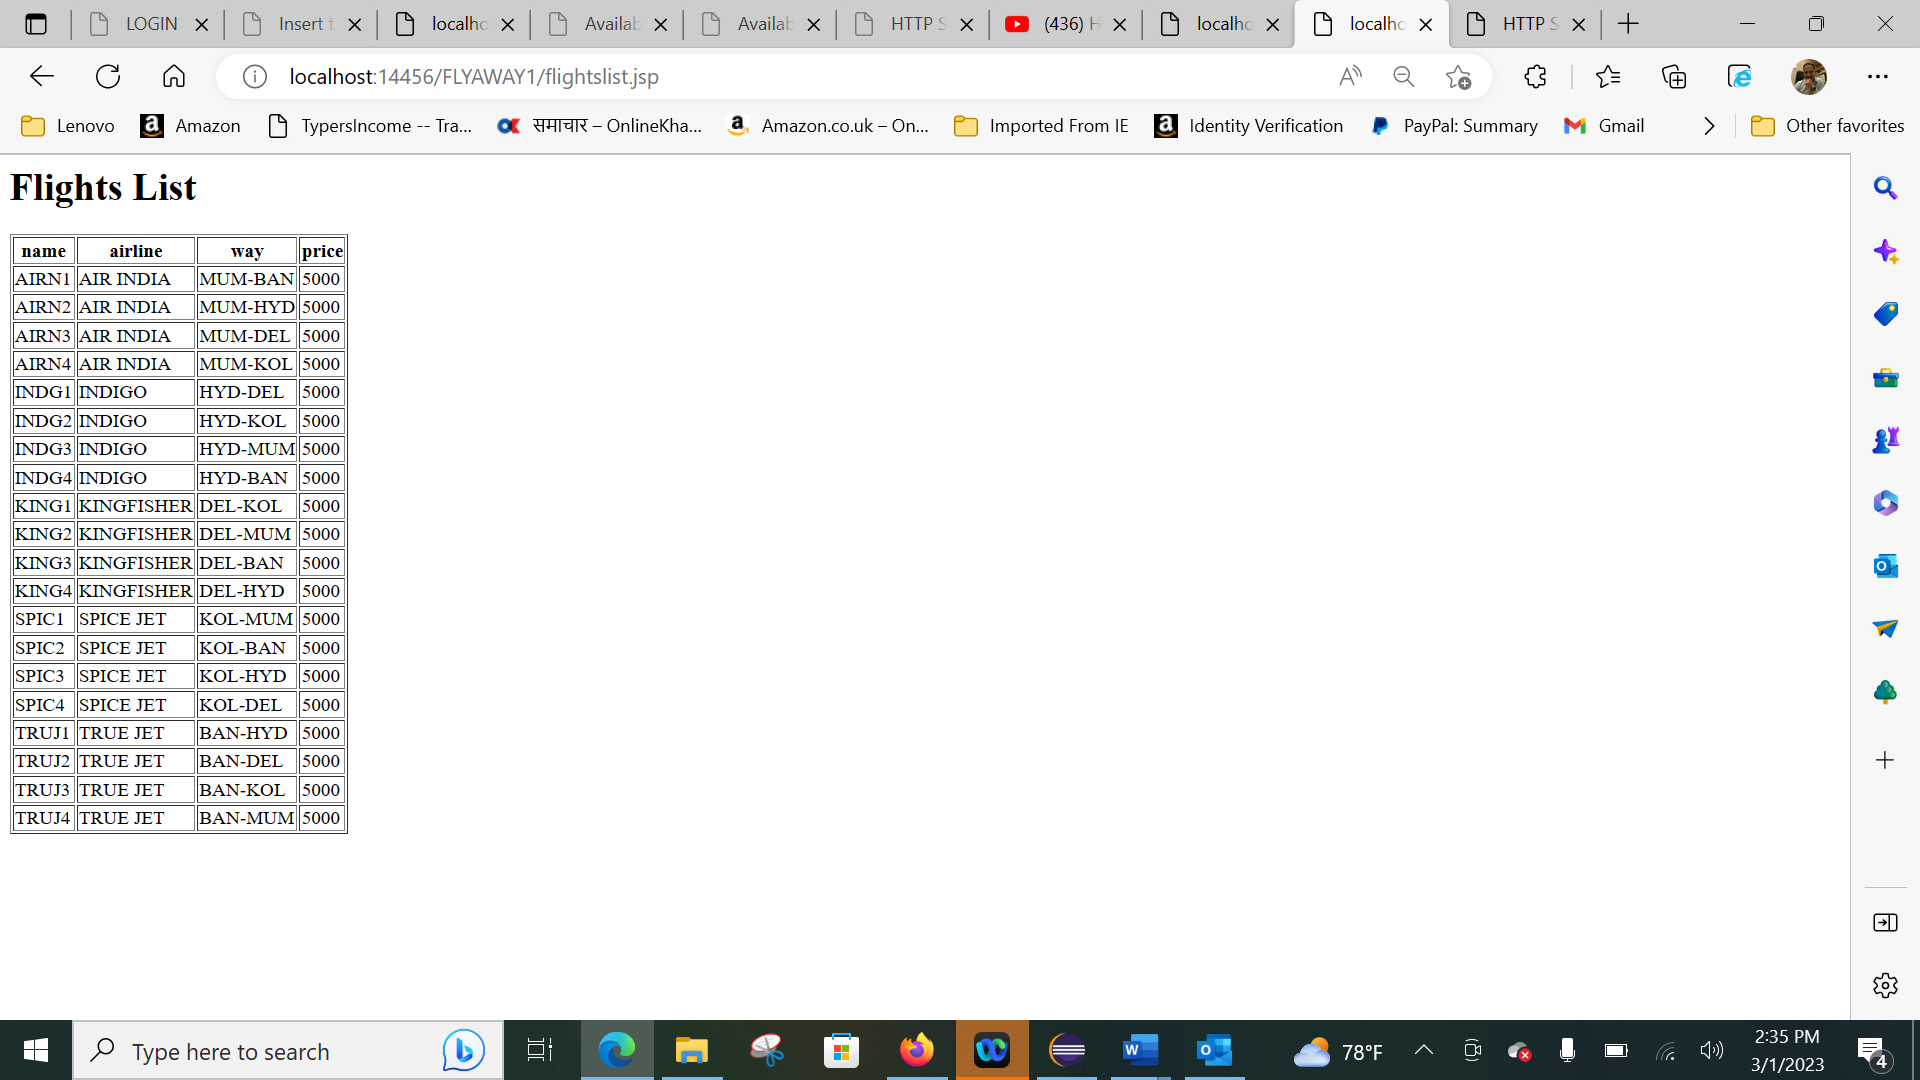 LOGIN Insert t localho Availab Availab HTTP S (436) H localho localho HTTP S
localhost:14456/FLYAWAY1/flightslist.jsp
Lenovo Amazon TypersIncome -- Tra... समाचार – OnlineKha... Amazon.co.uk – On... Imported From IE Identity Verification PayPal: Summary Gmail Other favorites
Flights List
name airline way price
AIRN1 AIR INDIA MUM-BAN 5000
AIRN2 AIR INDIA MUM-HYD 5000
AIRN3 AIR INDIA MUM-DEL 5000
AIRN4 AIR INDIA MUM-KOL 5000
INDG1 INDIGO HYD-DEL 5000
INDG2 INDIGO HYD-KOL 5000
INDG3 INDIGO HYD-MUM 5000
INDG4 INDIGO HYD-BAN 5000
KING1 KINGFISHER DEL-KOL 5000
KING2 KINGFISHER DEL-MUM 5000
KING3 KINGFISHER DEL-BAN 5000
KING4 KINGFISHER DEL-HYD 5000
SPIC1 SPICE JET KOL-MUM 5000
SPIC2 SPICE JET KOL-BAN 5000
SPIC3 SPICE JET KOL-HYD 5000
SPIC4 SPICE JET KOL-DEL 5000
TRUJ1 TRUE JET BAN-HYD 5000
TRUJ2 TRUE JET BAN-DEL 5000
TRUJ3 TRUE JET BAN-KOL 5000
TRUJ4 TRUE JET BAN-MUM 5000
Type here to search 78°F 2:35 PM
3/1/2023 4